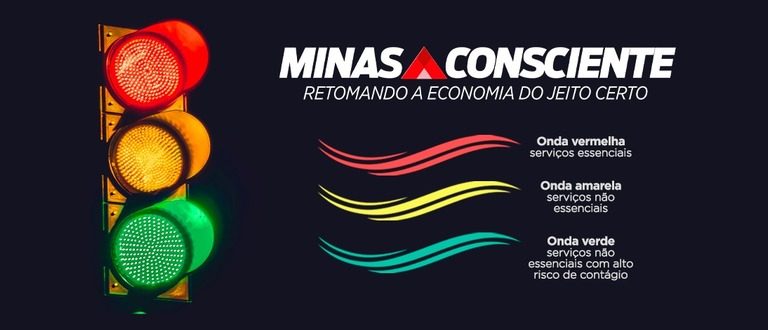 MINAS CONSCIENTE
RETOMANDO A ECONOMIA DO JEITO CERTO
Onda vermelha
serviços essenciais
Onda amarela
serviços não
essenciais
Onda verde
serviços não
essenciais com alto
risco de contágio